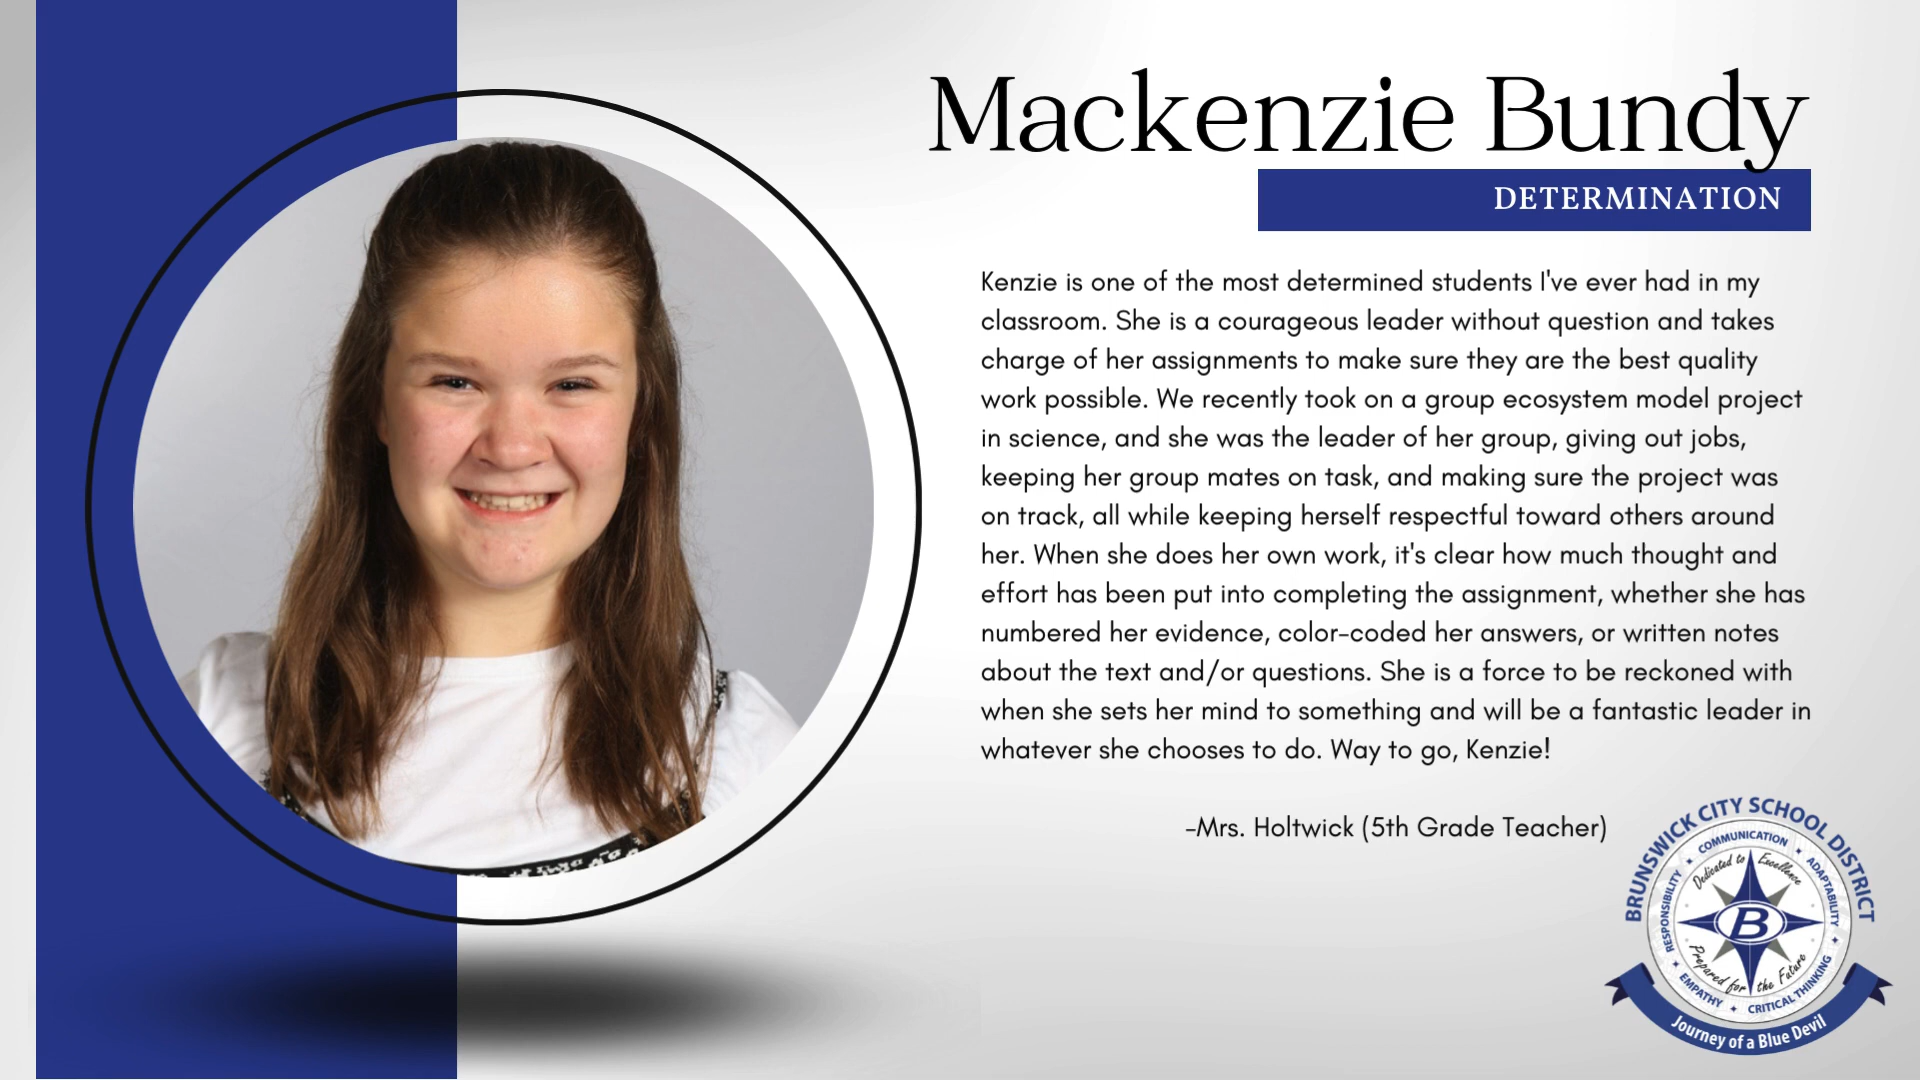 Mackenzie Bundy
DETERMINATION
Kenzie is one of the most determined students I've ever had in my
classroom. She is a courageous leader without question and takes
charge of her assignments to make sure they are the best quality
work possible. We recently took on a group ecosystem model project
in science, and she was the leader of her group, giving out jobs,
keeping her group mates on task, and making sure the project was
on track, all while keeping herself respectful toward others around
her. When she does her own work, it's clear how much thought and
effort has been put into completing the assignment, whether she has
numbered her evidence, color-coded her answers, or written notes
about the text and/or questions. She is a force to be reckoned with
when she sets her mind to something and will be a fantastic leader in
whatever she chooses to do. Way to go, Kenzie!
-Mrs. Holtwick (5th Grade Teacher)
BRUNSWICK CITY SCHOOL DISTRICT
RESPONSIBILITY ✦ COMMUNICATION ✦ ADAPTABILITY ✦
EMPATHY ✦ CRITICAL THINKING
Dedicated to Excellence
B
Prepared for the Future
Journey of a Blue Devil